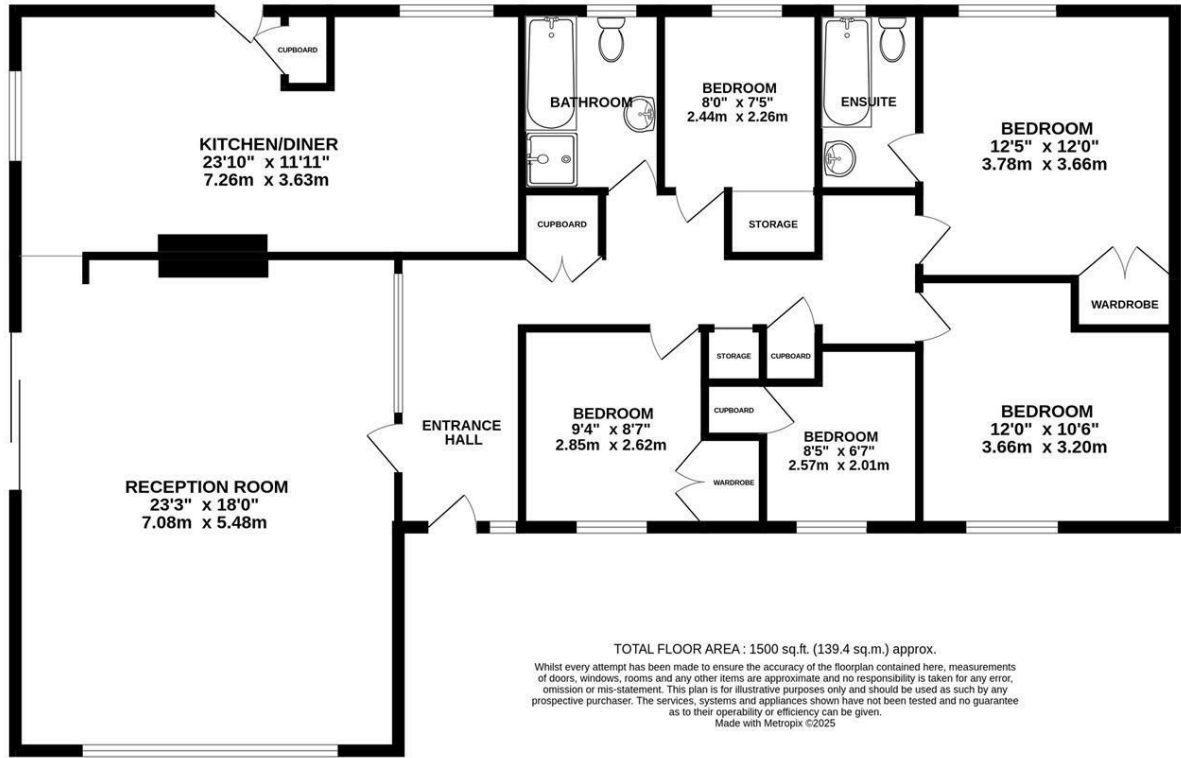 CUPBOARD
KITCHEN/DINER
23'10" x 11'11"
7.26m x 3.63m
BATHROOM
BEDROOM
8'0" x 7'5"
2.44m x 2.26m
ENSUITE
BEDROOM
12'5" x 12'0"
3.78m x 3.66m
CUPBOARD
STORAGE
WARDROBE
STORAGE
CUPBOARD
ENTRANCE
HALL
BEDROOM
9'4" x 8'7"
2.85m x 2.62m
CUPBOARD
BEDROOM
8'5" x 6'7"
2.57m x 2.01m
BEDROOM
12'0" x 10'6"
3.66m x 3.20m
WARDROBE
RECEPTION ROOM
23'3" x 18'0"
7.08m x 5.48m
TOTAL FLOOR AREA : 1500 sq.ft. (139.4 sq.m.) approx.
Whilst every attempt has been made to ensure the accuracy of the floorplan contained here, measurements
of doors, windows, rooms and any other items are approximate and no responsibility is taken for any error,
omission or mis-statement. This plan is for illustrative purposes only and should be used as such by any
prospective purchaser. The services, systems and appliances shown have not been tested and no guarantee
as to their operability or efficiency can be given.
Made with Metropix ©2025